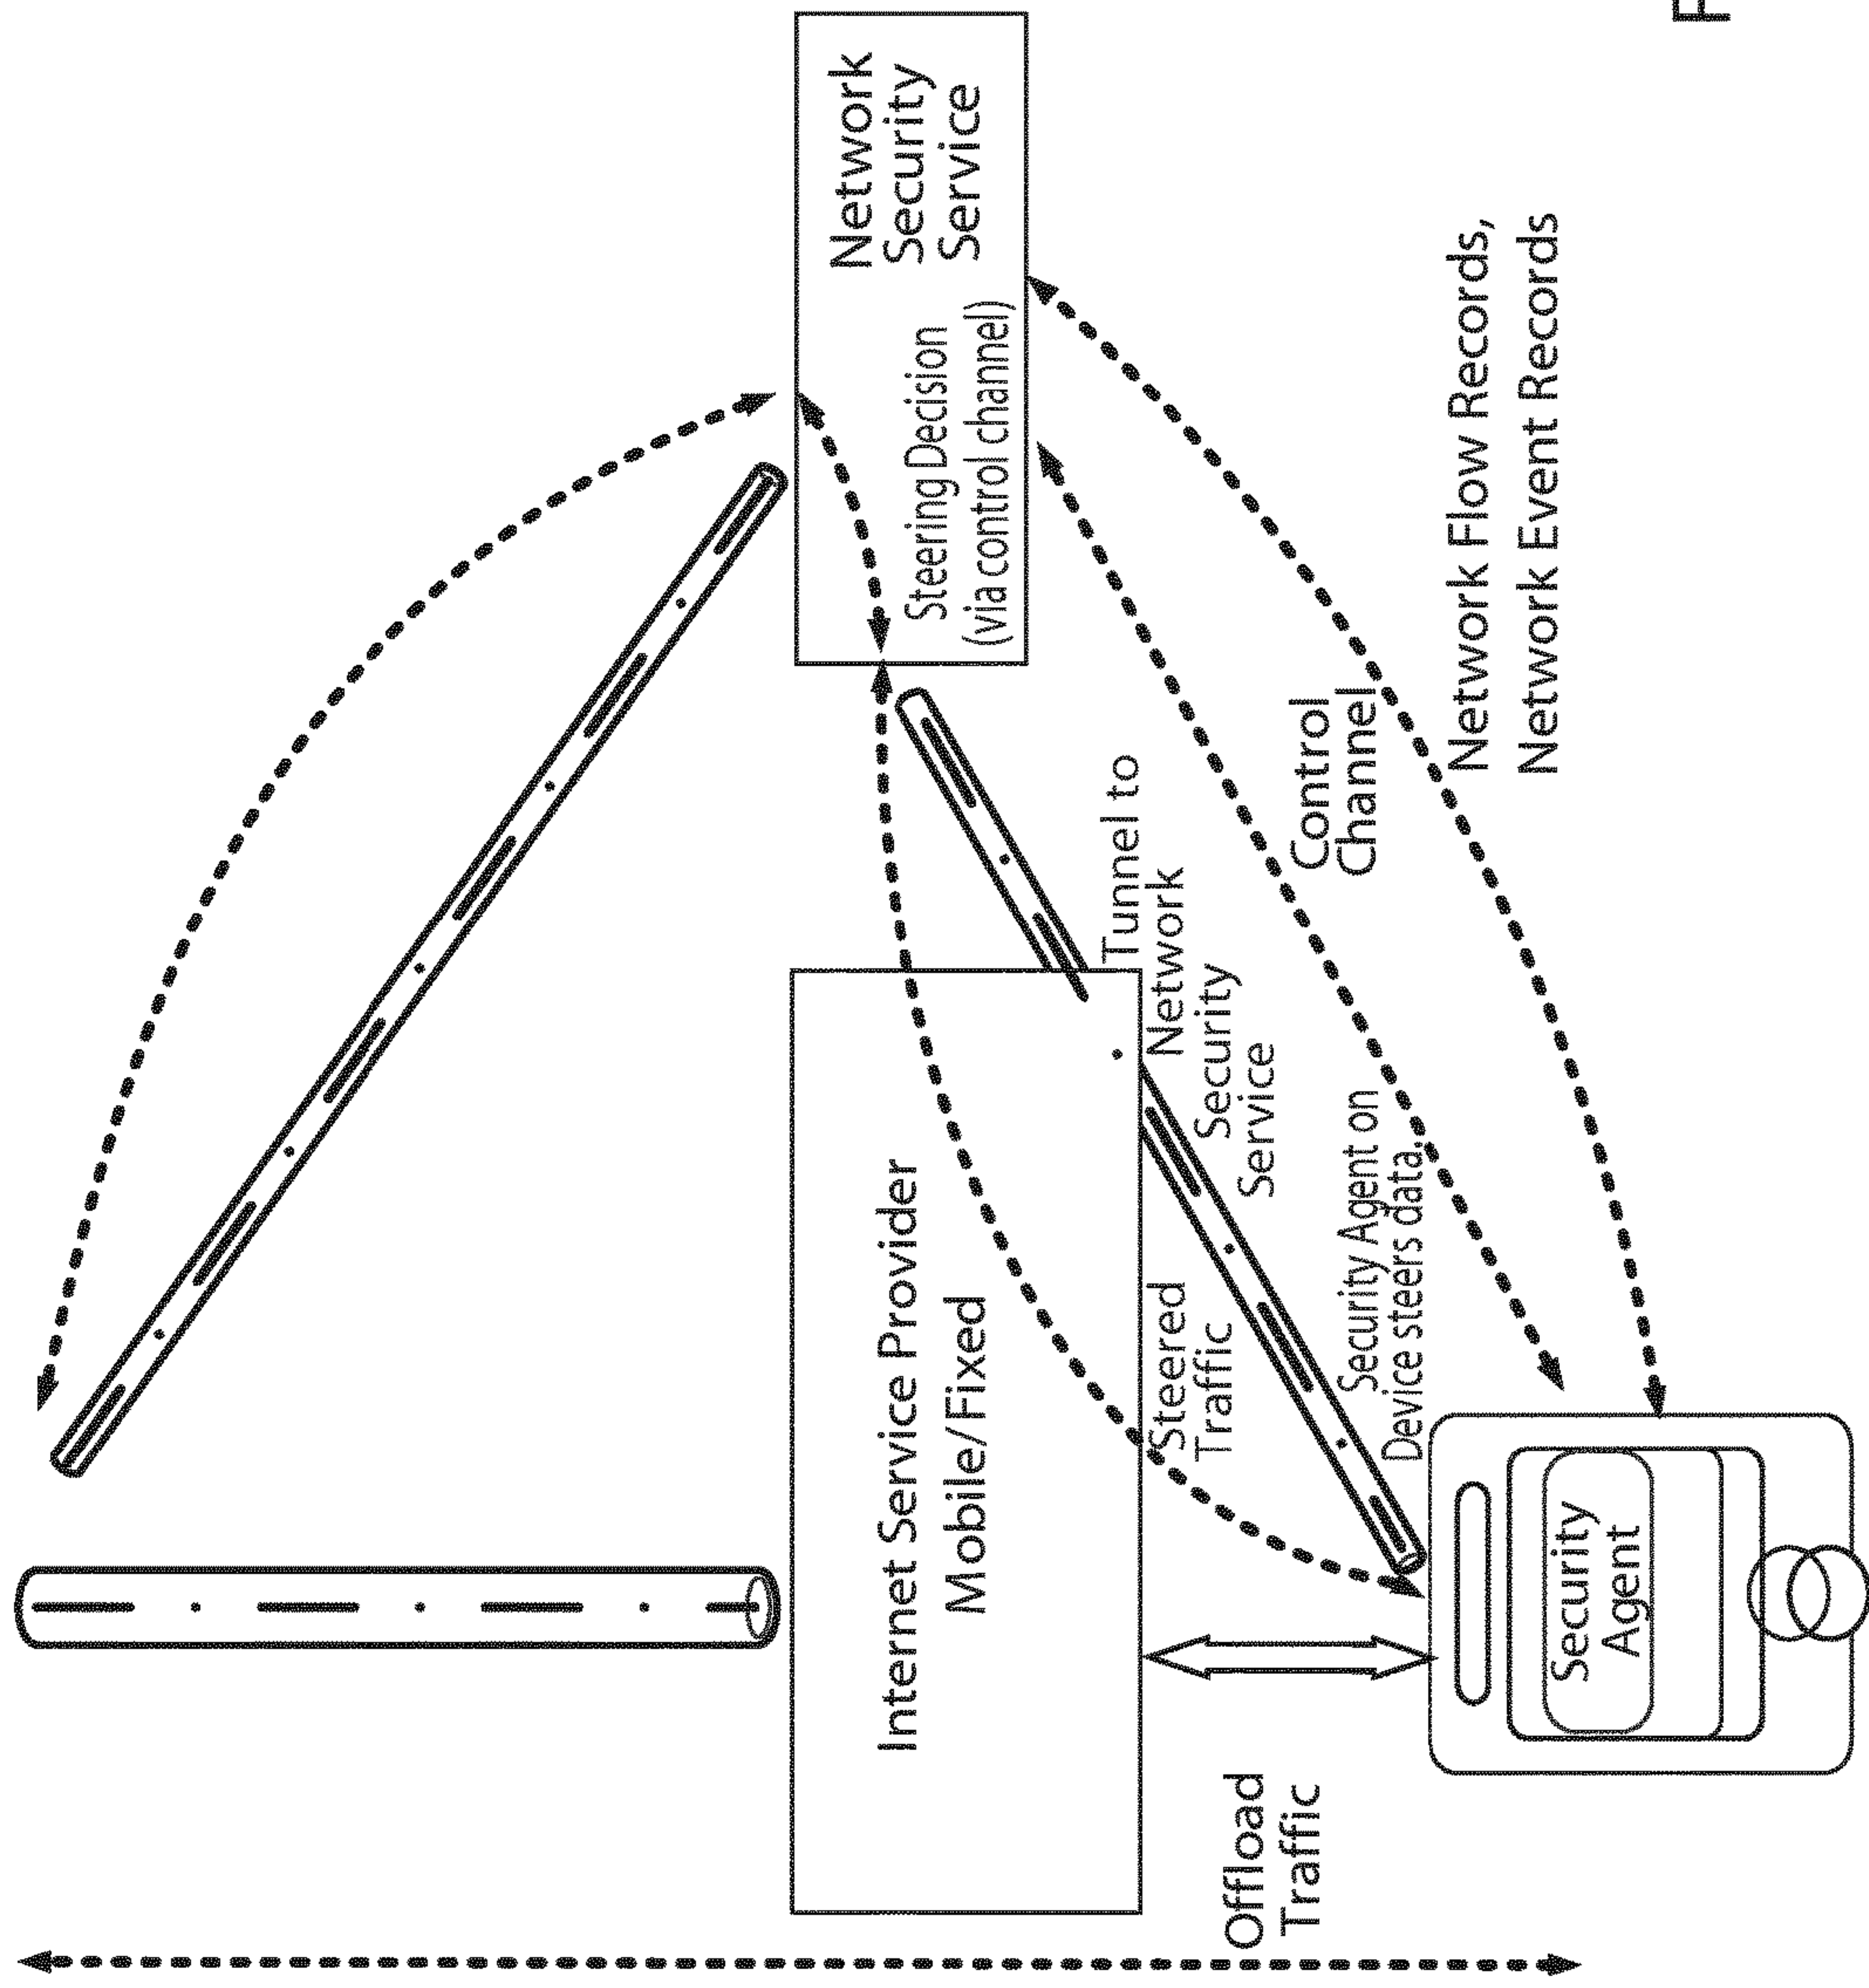 Network
Security
Service
Steering Decision
(via control channel)
Network Flow Records,
Network Event Records
Control
Channel
Tunnel to
Network
Security
Service
Internet Service Provider
Mobile/Fixed
Steered
Traffic
Security Agent on
Device steers data.
Offload
Traffic
Security
Agent
F